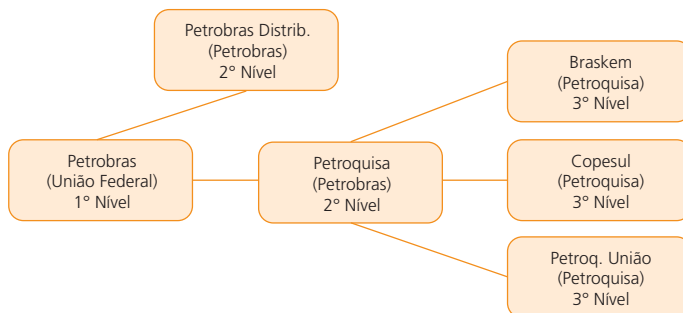 Petrobras Distrib.
(Petrobras)
2° Nível
Braskem
(Petroquisa)
3° Nível
Petrobras
(União Federal)
1° Nível
Petroquisa
(Petrobras)
2° Nível
Copesul
(Petroquisa)
3° Nível
Petroq. União
(Petroquisa)
3° Nível